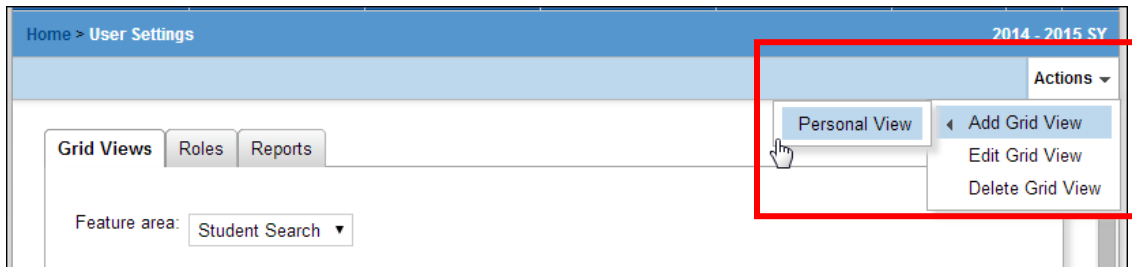 Home > User Settings 2014 - 2015 SY
Actions
Personal View Add Grid View
Edit Grid View
Delete Grid View
Grid Views Roles Reports
Feature area: Student Search